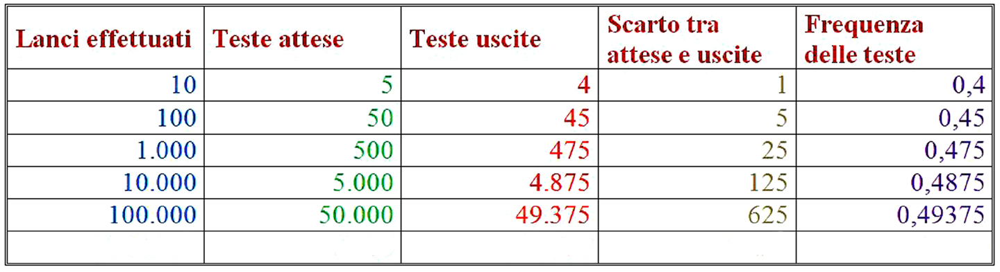 Lanci effettuati Teste attese Teste uscite Scarto tra attese e uscite Frequenza delle teste
10 5 4 1 0,4
100 50 45 5 0,45
1.000 500 475 25 0,475
10.000 5.000 4.875 125 0,4875
100.000 50.000 49.375 625 0,49375